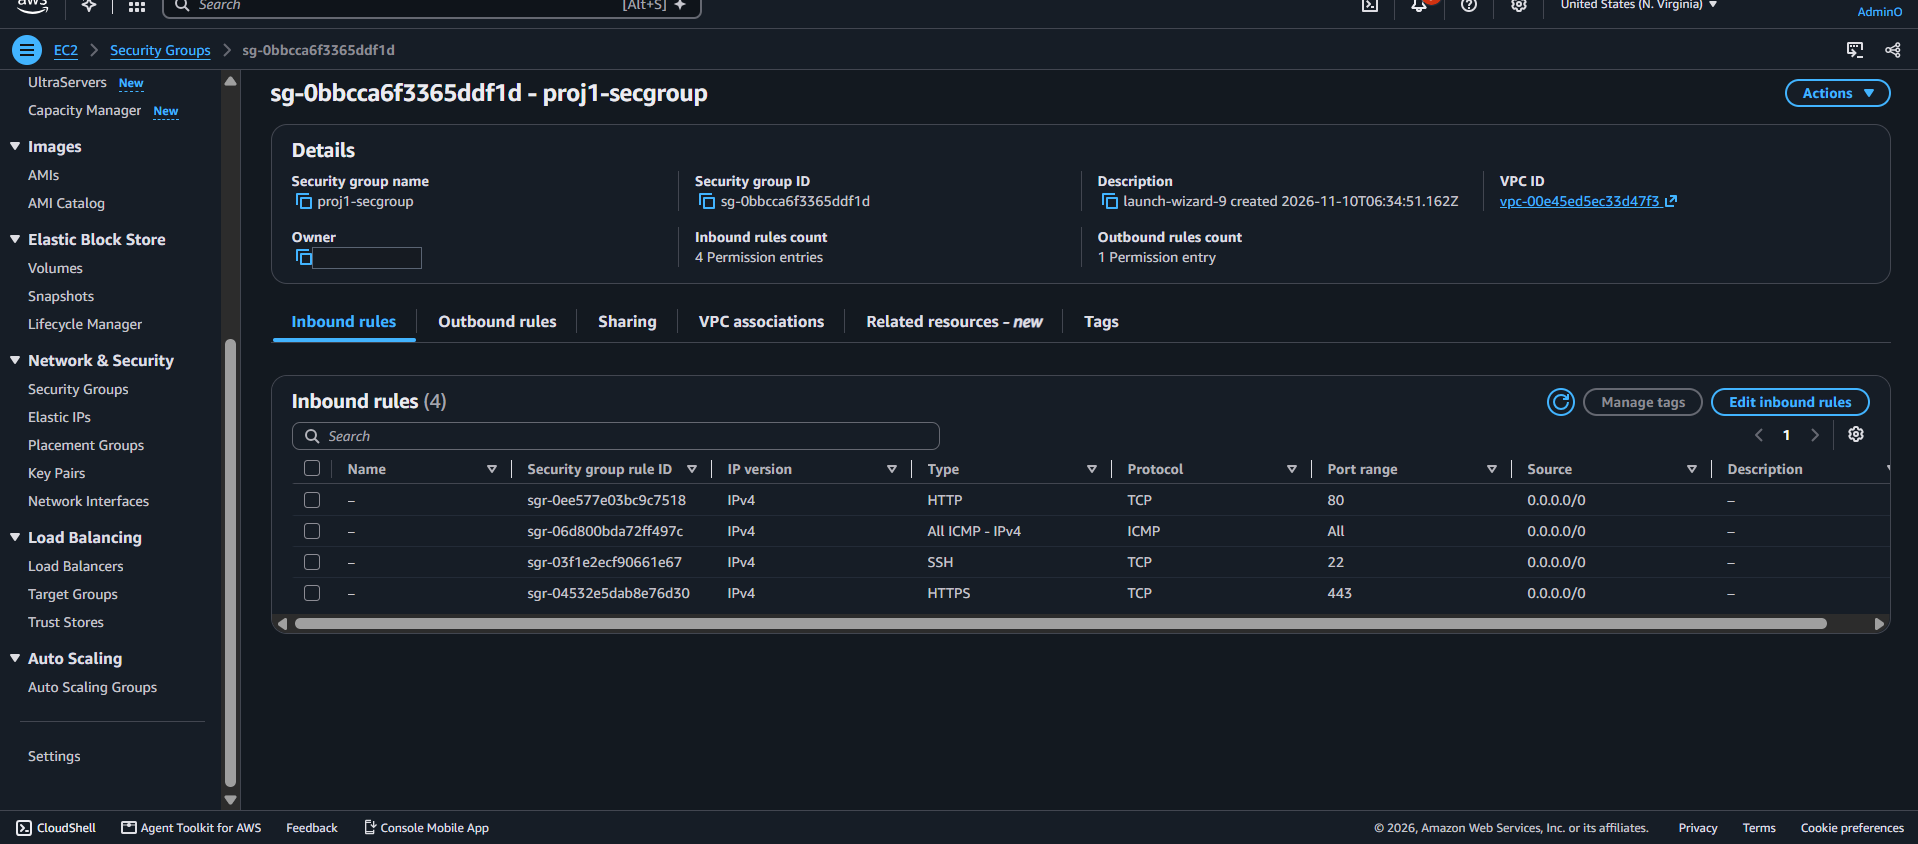 aws
Search
[Alt+S]
United States (N. Virginia)
AdminO
EC2
Security Groups
sg-0bbcca6f3365ddf1d
UltraServers New
Capacity Manager New
Images
AMIs
AMI Catalog
Elastic Block Store
Volumes
Snapshots
Lifecycle Manager
Network & Security
Security Groups
Elastic IPs
Placement Groups
Key Pairs
Network Interfaces
Load Balancing
Load Balancers
Target Groups
Trust Stores
Auto Scaling
Auto Scaling Groups
Settings
sg-0bbcca6f3365ddf1d - proj1-secgroup
Actions
Details
Security group name
proj1-secgroup
Security group ID
sg-0bbcca6f3365ddf1d
Description
launch-wizard-9 created 2026-11-10T06:34:51.162Z
VPC ID
vpc-00e45ed5ec33d47f3
Owner
Inbound rules count
4 Permission entries
Outbound rules count
1 Permission entry
Inbound rules
Outbound rules
Sharing
VPC associations
Related resources - new
Tags
Inbound rules (4)
Manage tags
Edit inbound rules
Search
1
Name Security group rule ID IP version Type Protocol Port range Source Description
– sgr-0ee577e03bc9c7518 IPv4 HTTP TCP 80 0.0.0.0/0 –
– sgr-06d800bda72ff497c IPv4 All ICMP - IPv4 ICMP All 0.0.0.0/0 –
– sgr-03f1e2ecf90661e67 IPv4 SSH TCP 22 0.0.0.0/0 –
– sgr-04532e5dab8e76d30 IPv4 HTTPS TCP 443 0.0.0.0/0 –
CloudShell
Agent Toolkit for AWS
Feedback
Console Mobile App
© 2026, Amazon Web Services, Inc. or its affiliates.
Privacy
Terms
Cookie preferences